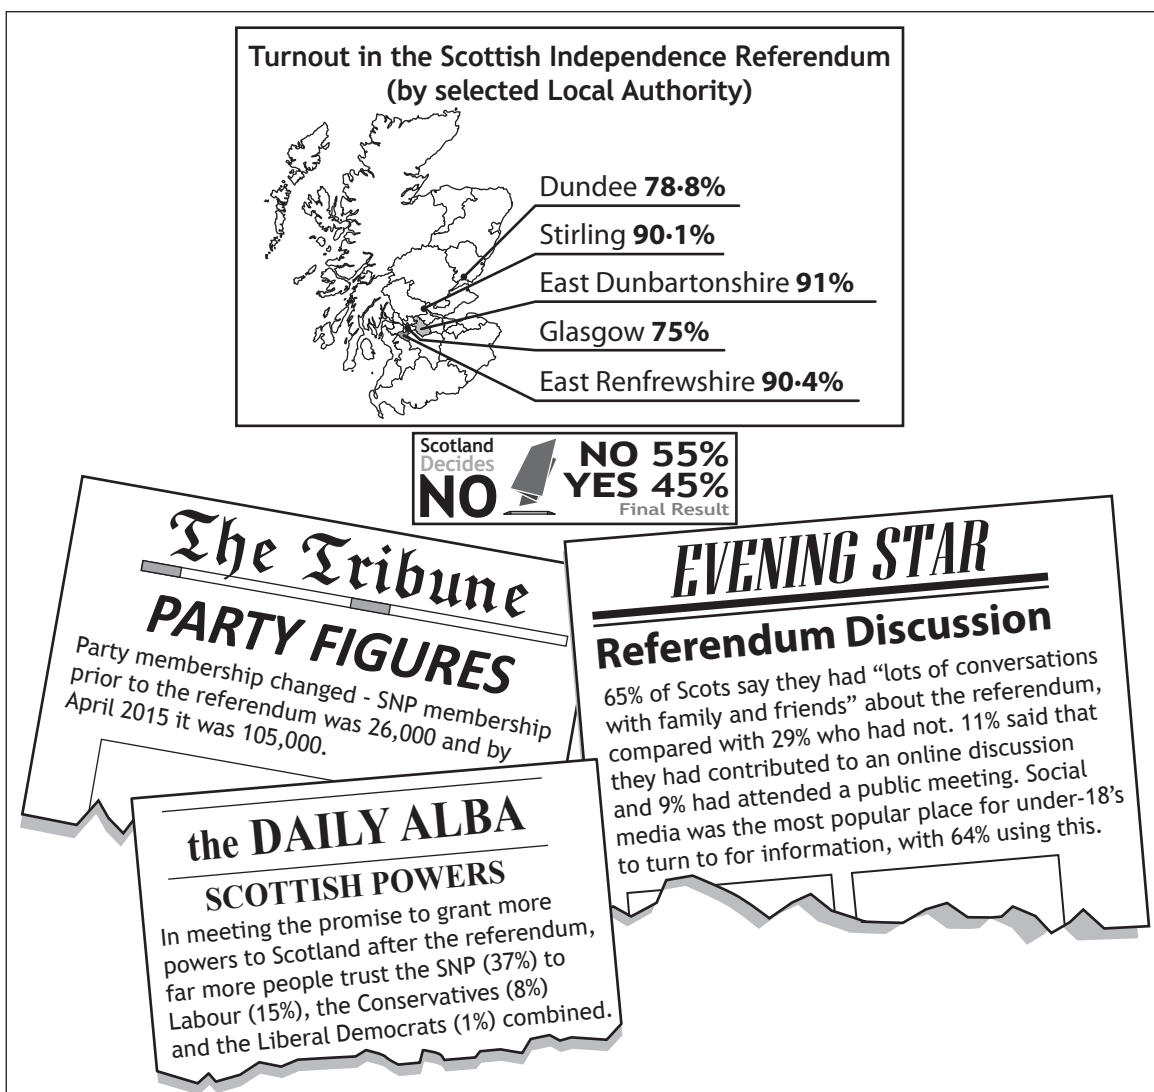 Turnout in the Scottish Independence Referendum
(by selected Local Authority)
Dundee 78·8%
Stirling 90·1%
East Dunbartonshire 91%
Glasgow 75%
East Renfrewshire 90·4%
Scotland
Decides
NO
NO 55%
YES 45%
Final Result
The Tribune
PARTY FIGURES
Party membership changed - SNP membership
prior to the referendum was 26,000 and by
April 2015 it was 105,000.
EVENING STAR
Referendum Discussion
65% of Scots say they had “lots of conversations
with family and friends” about the referendum,
compared with 29% who had not. 11% said that
they had contributed to an online discussion
and 9% had attended a public meeting. Social
media was the most popular place for under-18’s
to turn to for information, with 64% using this.
the DAILY ALBA
SCOTTISH POWERS
In meeting the promise to grant more
powers to Scotland after the referendum,
far more people trust the SNP (37%) to
Labour (15%), the Conservatives (8%)
and the Liberal Democrats (1%) combined.